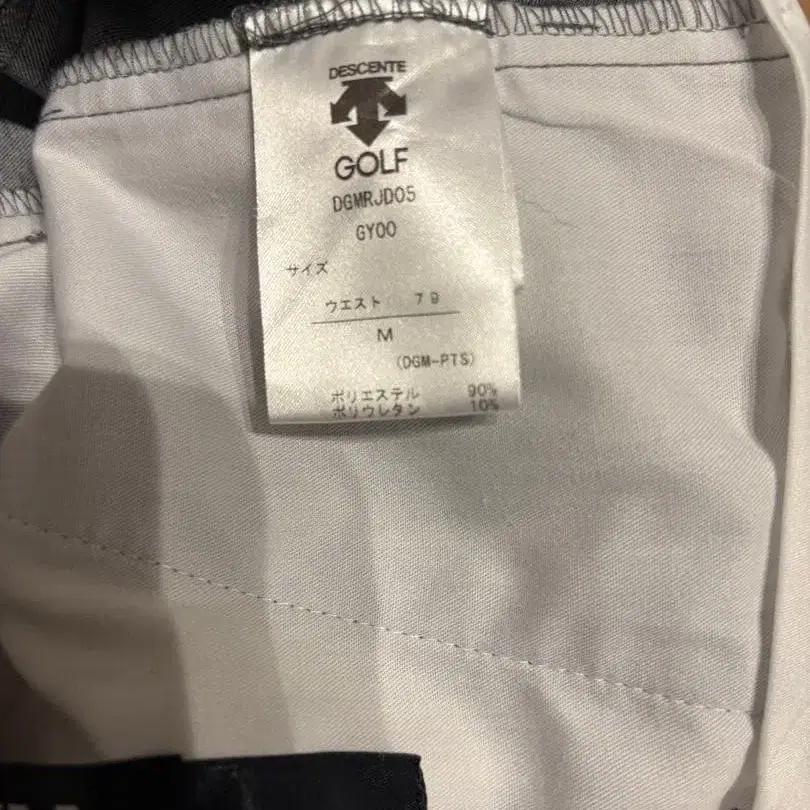 DESCENTE
GOLF
DGMRJD05
GY00
サイズ
ウエスト 79
M
(DGM-PTS)
ポリエステル 90%
ポリウレタン 10%